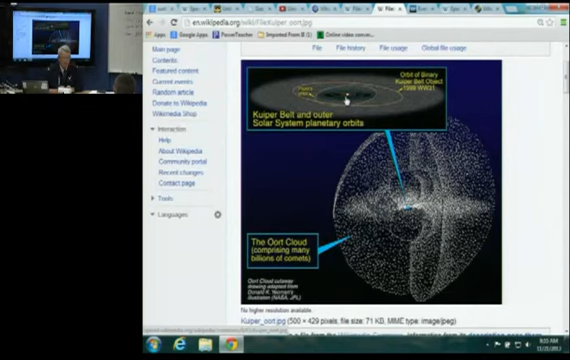 en.wikipedia.org/wiki/File:Kuiper_oort.jpg
Apps
Google Apps
PowerTeacher
Imported From IE (1)
Online video conver...
Main page
Contents
Featured content
Current events
Random article
Donate to Wikipedia
Wikimedia Shop
Interaction
Help
About Wikipedia
Community portal
Recent changes
Contact page
Tools
Languages
File
File history
File usage
Global file usage
Orbit of Binary
Kuiper Belt Object
1998 WW31
Kuiper Belt and outer
Solar System planetary orbits
The Oort Cloud
(comprising many
billions of comets)
Oort Cloud cutaway
drawing adapted from
Donald K. Yeoman's
illustration (NASA, JPL)
No higher resolution available.
Kuiper_oort.jpg (500 × 429 pixels, file size: 71 KB, MIME type: image/jpeg)